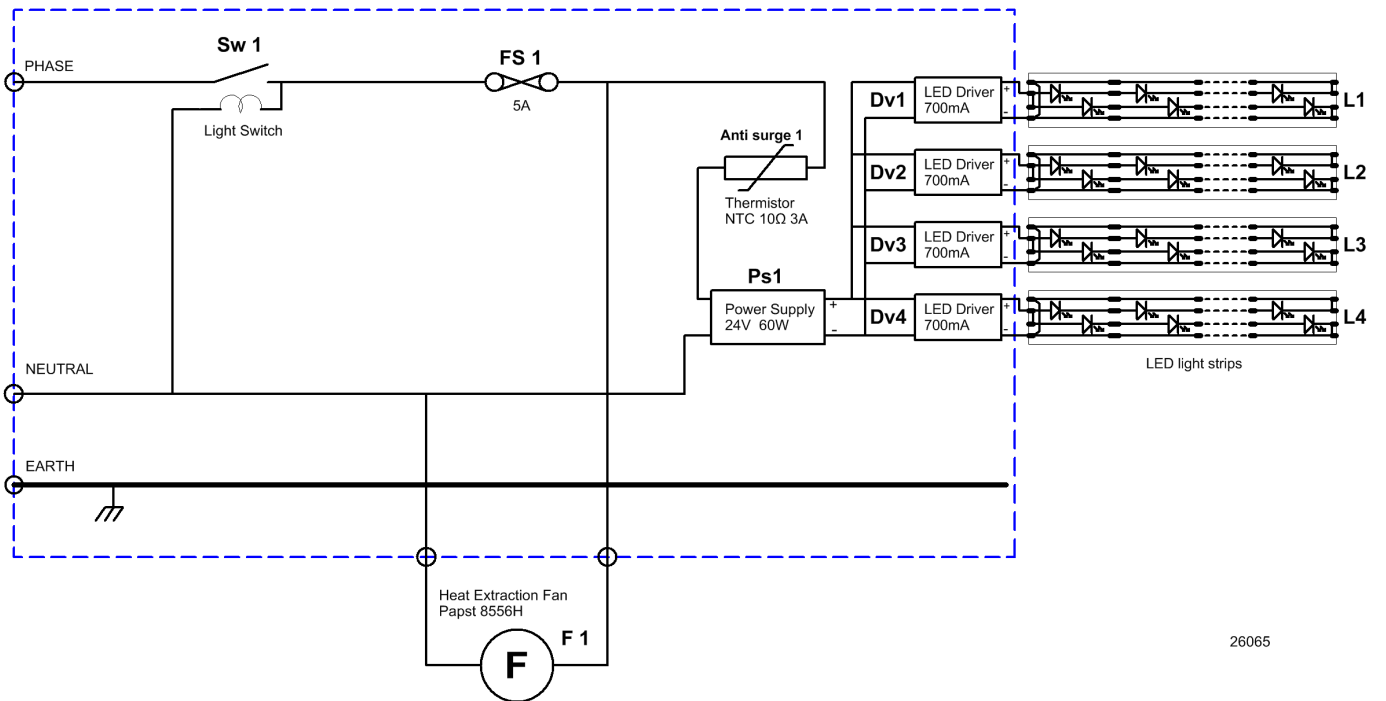 Sw 1
PHASE
FS 1
5A
Light Switch
Anti surge 1
Thermistor
NTC 10Ω 3A
Ps1
Power Supply
24V 60W
+
-
Dv1
LED Driver
700mA
+
-
L1
Dv2
LED Driver
700mA
+
-
L2
Dv3
LED Driver
700mA
+
-
L3
Dv4
LED Driver
700mA
+
-
L4
LED light strips
NEUTRAL
EARTH
Heat Extraction Fan
Papst 8556H
F 1
F
26065